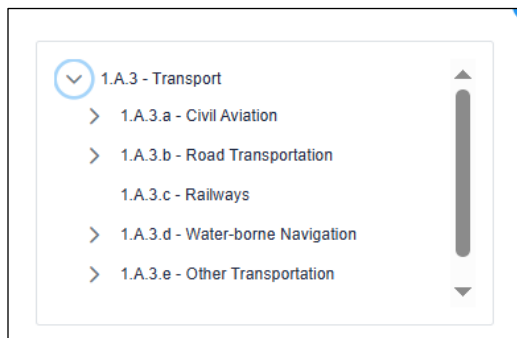 1.A.3 - Transport
1.A.3.a - Civil Aviation
1.A.3.b - Road Transportation
1.A.3.c - Railways
1.A.3.d - Water-borne Navigation
1.A.3.e - Other Transportation